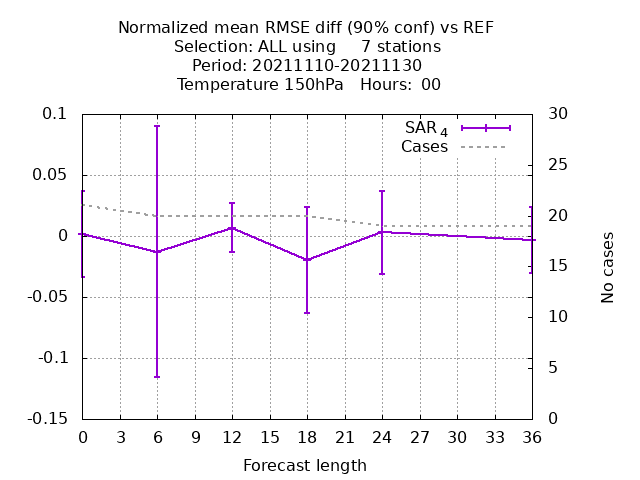 Normalized mean RMSE diff (90% conf) vs REF
Selection: ALL using     7 stations
Period: 20211110-20211130
Temperature 150hPa   Hours:  00
0.1
0.05
0
-0.05
-0.1
-0.15
30
25
20
15
10
5
0
SAR 4
Cases
No cases
0 3 6 9 12 15 18 21 24 27 30 33 36
Forecast length